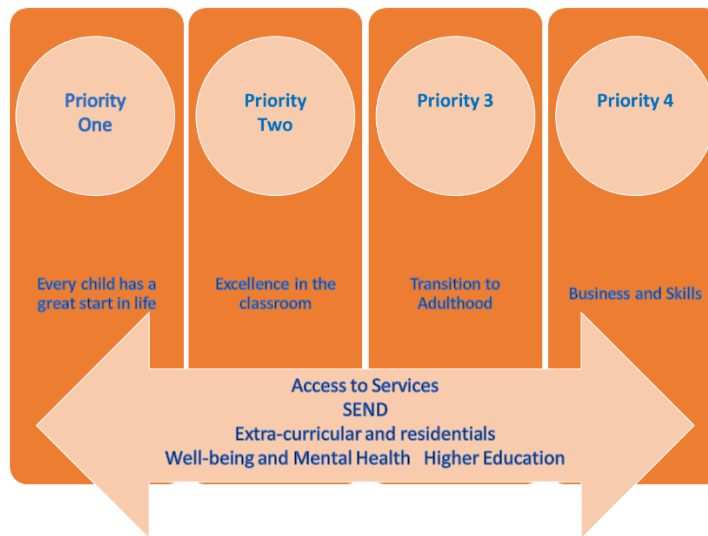 Priority
One
Priority
Two
Priority 3
Priority 4
Every child has a
great start in life
Excellence in the
classroom
Transition to
Adulthood
Business and Skills
Access to Services
SEND
Extra-curricular and residentials
Well-being and Mental Health   Higher Education